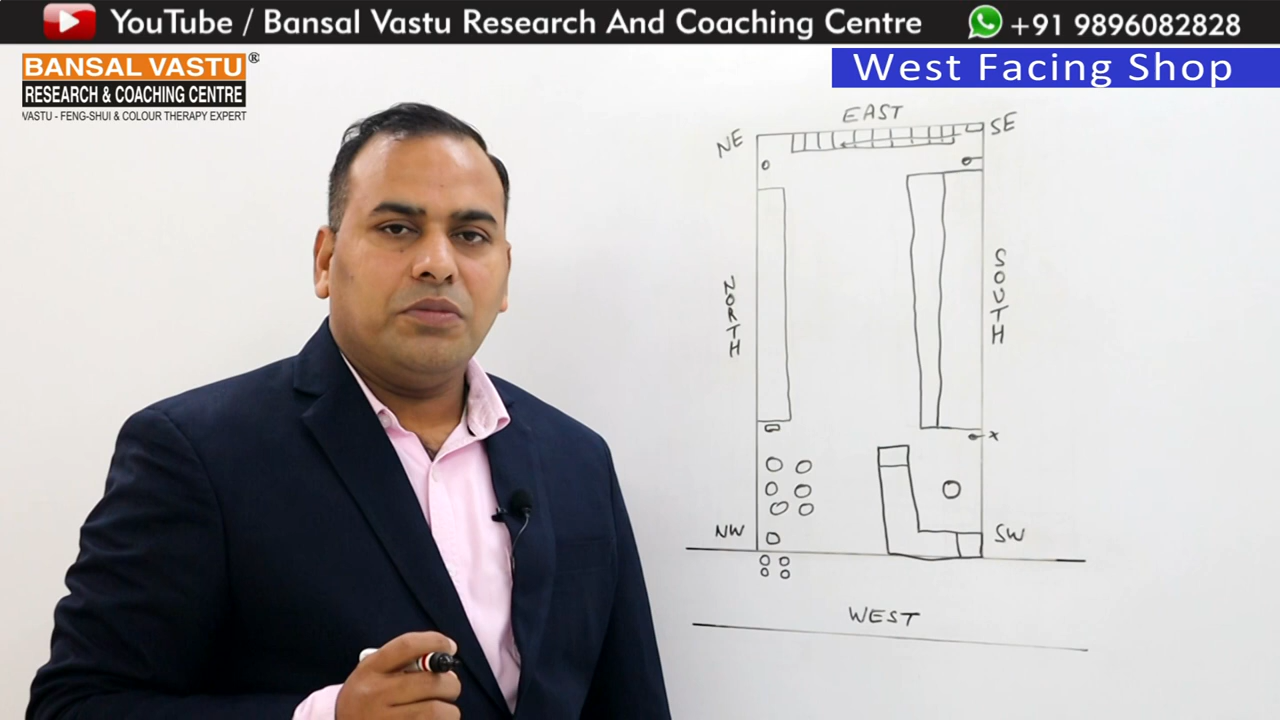 YouTube / Bansal Vastu Research And Coaching Centre
+91 9896082828
BANSAL VASTU®
RESEARCH & COACHING CENTRE
VASTU - FENG-SHUI & COLOUR THERAPY EXPERT
West Facing Shop
EAST
NE
SE
NORTH
SOUTH
x
NW
SW
WEST